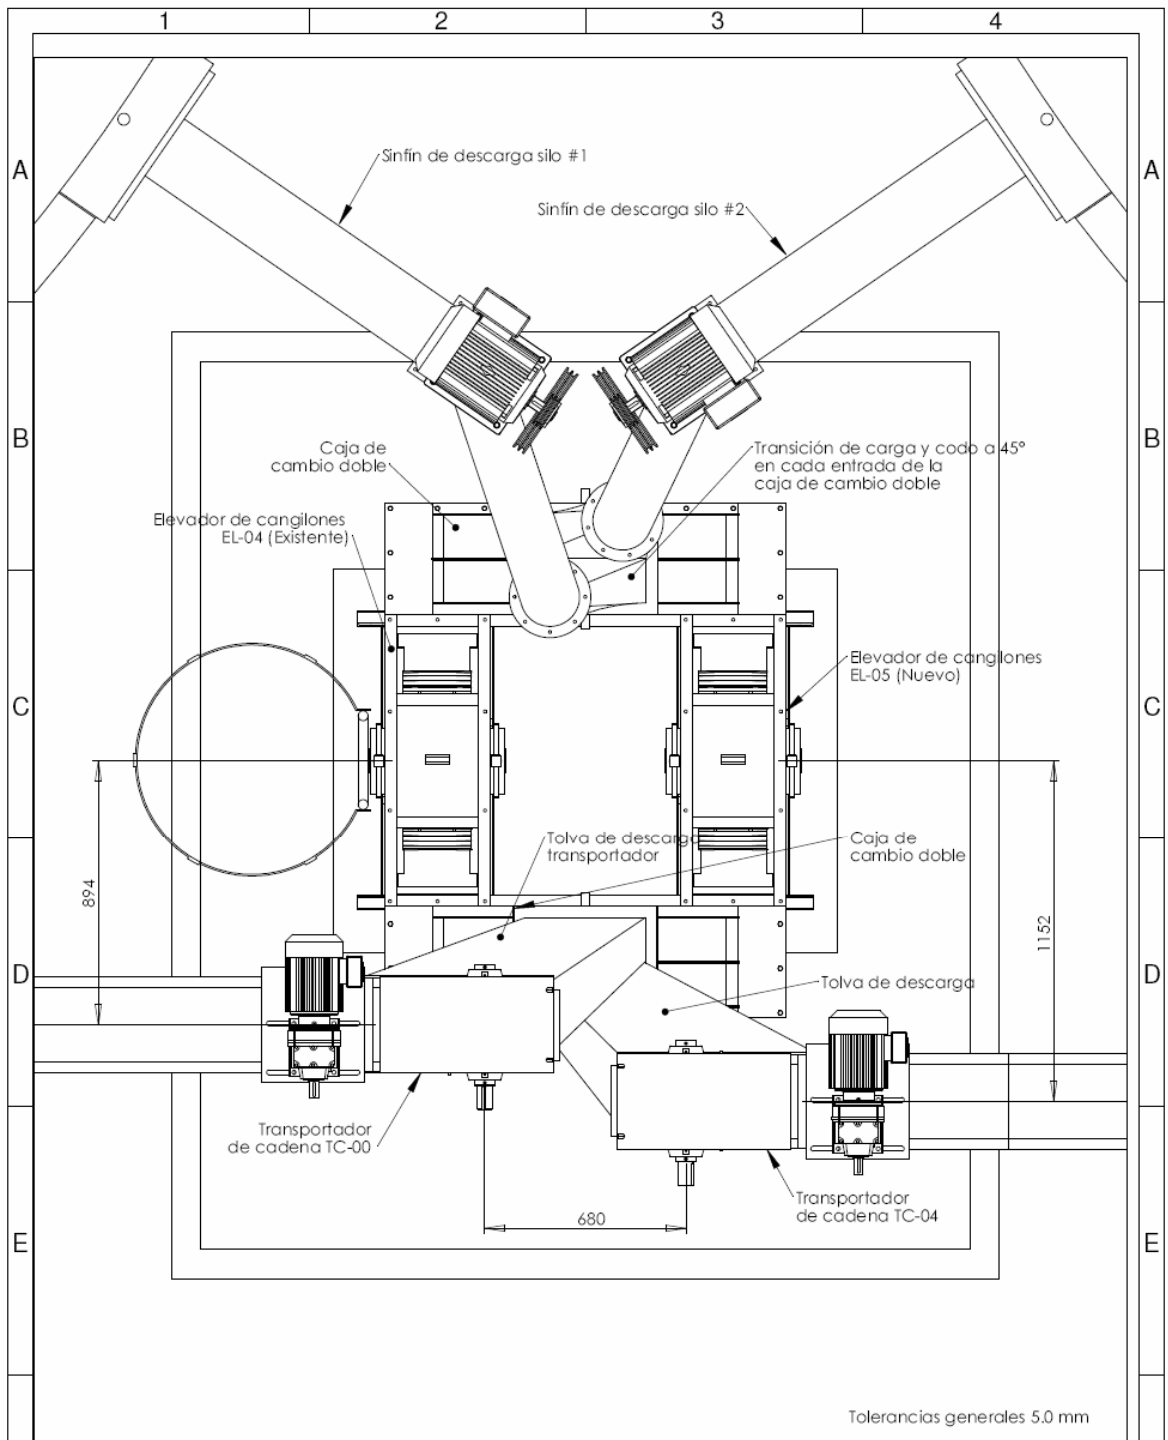 1 2 3 4
A A
Sinfín de descarga silo #1
Sinfín de descarga silo #2
B B
Caja de
cambio doble
Transición de carga y codo a 45°
en cada entrada de la
caja de cambio doble
Elevador de cangilones
EL-04 (Existente)
Elevador de cangilones
EL-05 (Nuevo)
C C
Tolva de descarga
transportador
Caja de
cambio doble
894
1152
D D
Tolva de descarga
Transportador
de cadena TC-00
Transportador
de cadena TC-04
680
E E
Tolerancias generales 5.0 mm